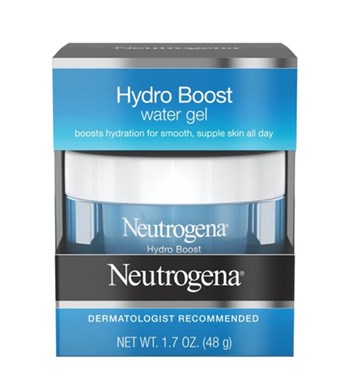 Neutrogena®
Hydro Boost
water gel
boosts hydration for smooth, supple skin all day
Neutrogena®
Hydro Boost
Neutrogena®
DERMATOLOGIST RECOMMENDED
NET WT. 1.7 OZ. (48 g)